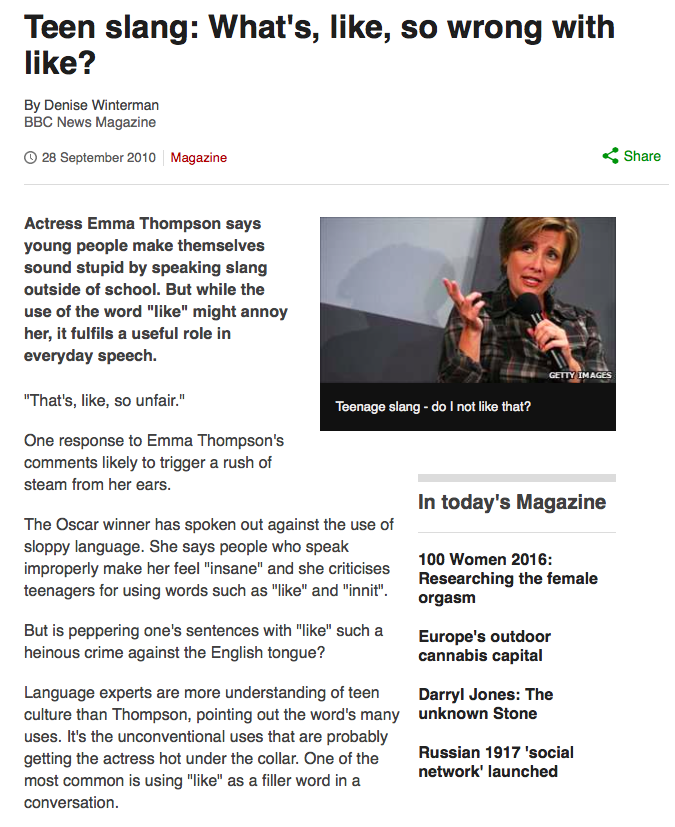 Teen slang: What's, like, so wrong with
like?
By Denise Winterman
BBC News Magazine
28 September 2010
Magazine
Share
Actress Emma Thompson says
young people make themselves
sound stupid by speaking slang
outside of school. But while the
use of the word "like" might annoy
her, it fulfils a useful role in
everyday speech.
GETTY IMAGES
Teenage slang - do I not like that?
"That's, like, so unfair."
One response to Emma Thompson's
comments likely to trigger a rush of
steam from her ears.
The Oscar winner has spoken out against the use of
sloppy language. She says people who speak
improperly make her feel "insane" and she criticises
teenagers for using words such as "like" and "innit".
But is peppering one's sentences with "like" such a
heinous crime against the English tongue?
Language experts are more understanding of teen
culture than Thompson, pointing out the word's many
uses. It's the unconventional uses that are probably
getting the actress hot under the collar. One of the
most common is using "like" as a filler word in a
conversation.
In today's Magazine
100 Women 2016:
Researching the female
orgasm
Europe's outdoor
cannabis capital
Darryl Jones: The
unknown Stone
Russian 1917 'social
network' launched